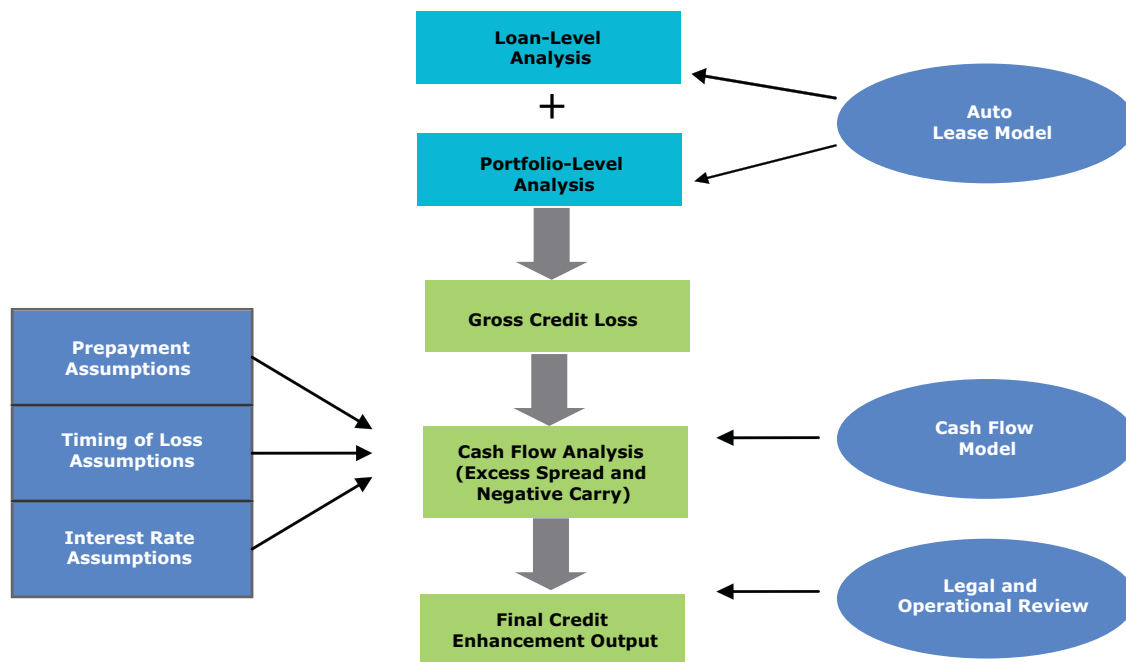 Loan-Level
Analysis
+
Auto
Lease Model
Portfolio-Level
Analysis
Gross Credit Loss
Prepayment
Assumptions
Timing of Loss
Assumptions
Interest Rate
Assumptions
Cash Flow Analysis
(Excess Spread and
Negative Carry)
Cash Flow
Model
Legal and
Operational Review
Final Credit
Enhancement Output